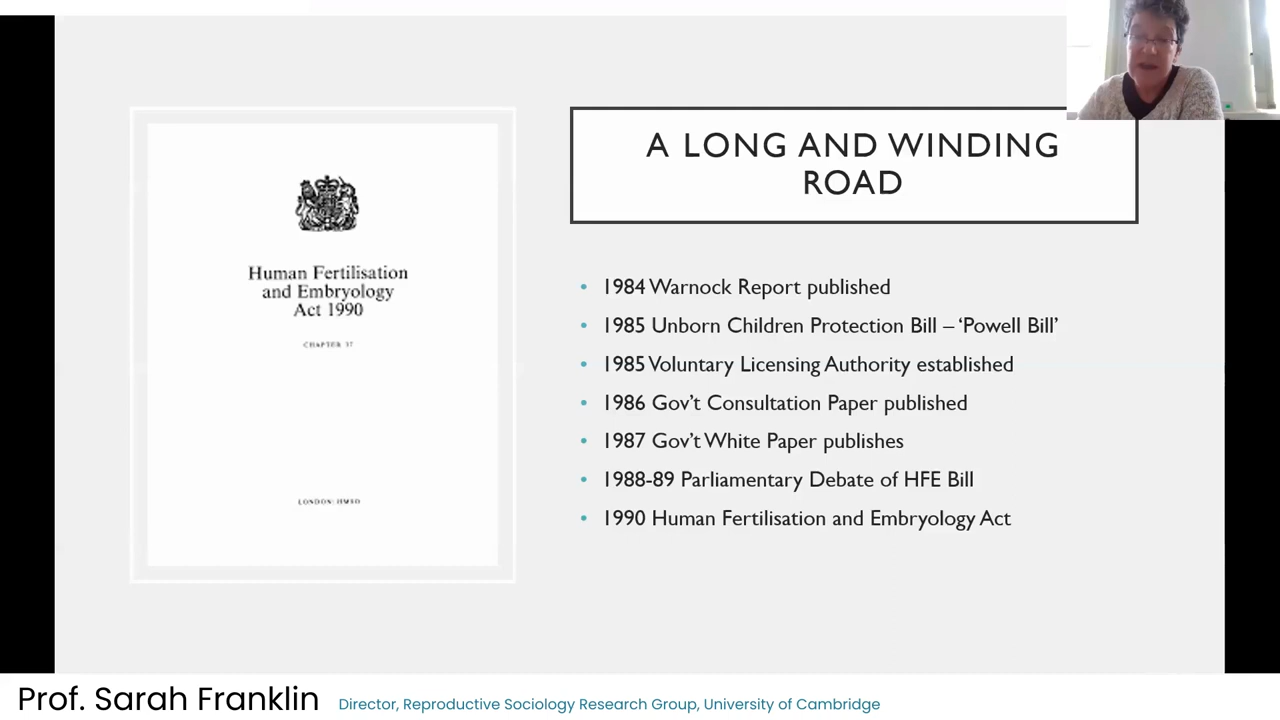 Human Fertilisation
and Embryology
Act 1990
CHAPTER 37
LONDON: HMSO
A LONG AND WINDING
ROAD
• 1984 Warnock Report published
• 1985 Unborn Children Protection Bill – ‘Powell Bill’
• 1985 Voluntary Licensing Authority established
• 1986 Gov’t Consultation Paper published
• 1987 Gov’t White Paper publishes
• 1988-89 Parliamentary Debate of HFE Bill
• 1990 Human Fertilisation and Embryology Act
Prof. Sarah Franklin Director, Reproductive Sociology Research Group, University of Cambridge